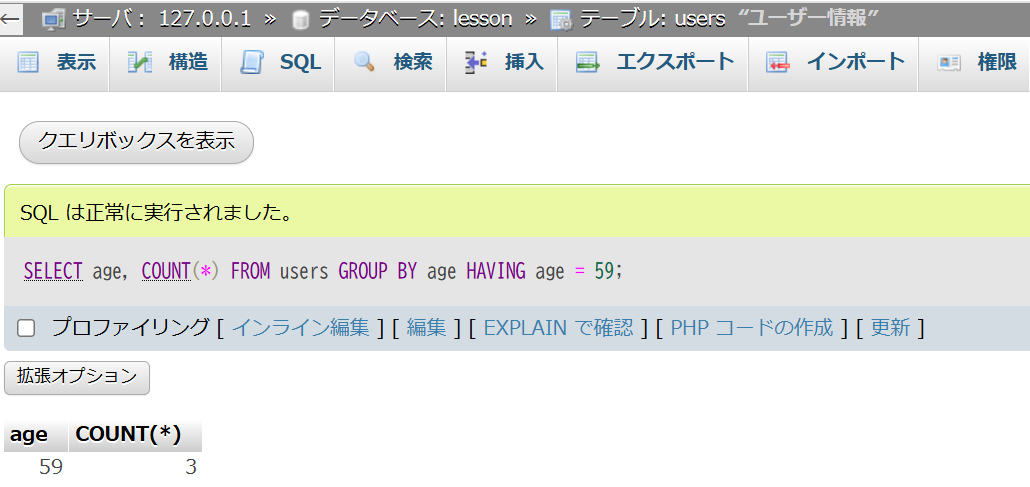 ← サーバ: 127.0.0.1 » データベース: lesson » テーブル: users “ユーザー情報”
表示 構造 SQL 検索 挿入 エクスポート インポート 権限
クエリボックスを表示
SQL は正常に実行されました。
SELECT age, COUNT(*) FROM users GROUP BY age HAVING age = 59;
プロファイリング [ インライン編集 ] [ 編集 ] [ EXPLAIN で確認 ] [ PHP コードの作成 ] [ 更新 ]
拡張オプション
age COUNT(*)
59 3